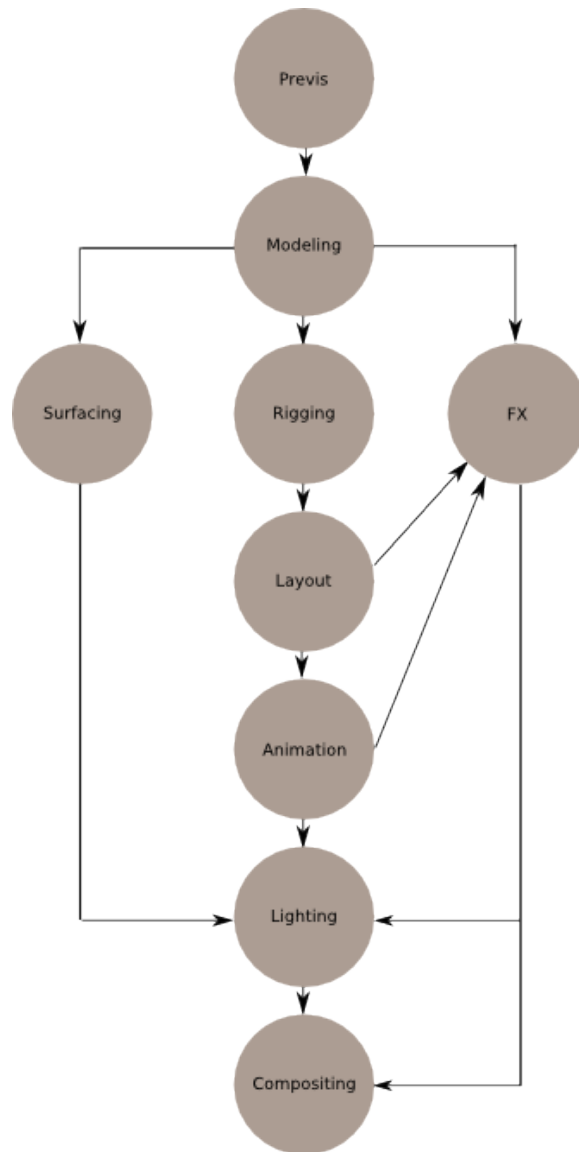 Previs
Modeling
Surfacing
Rigging
FX
Layout
Animation
Lighting
Compositing